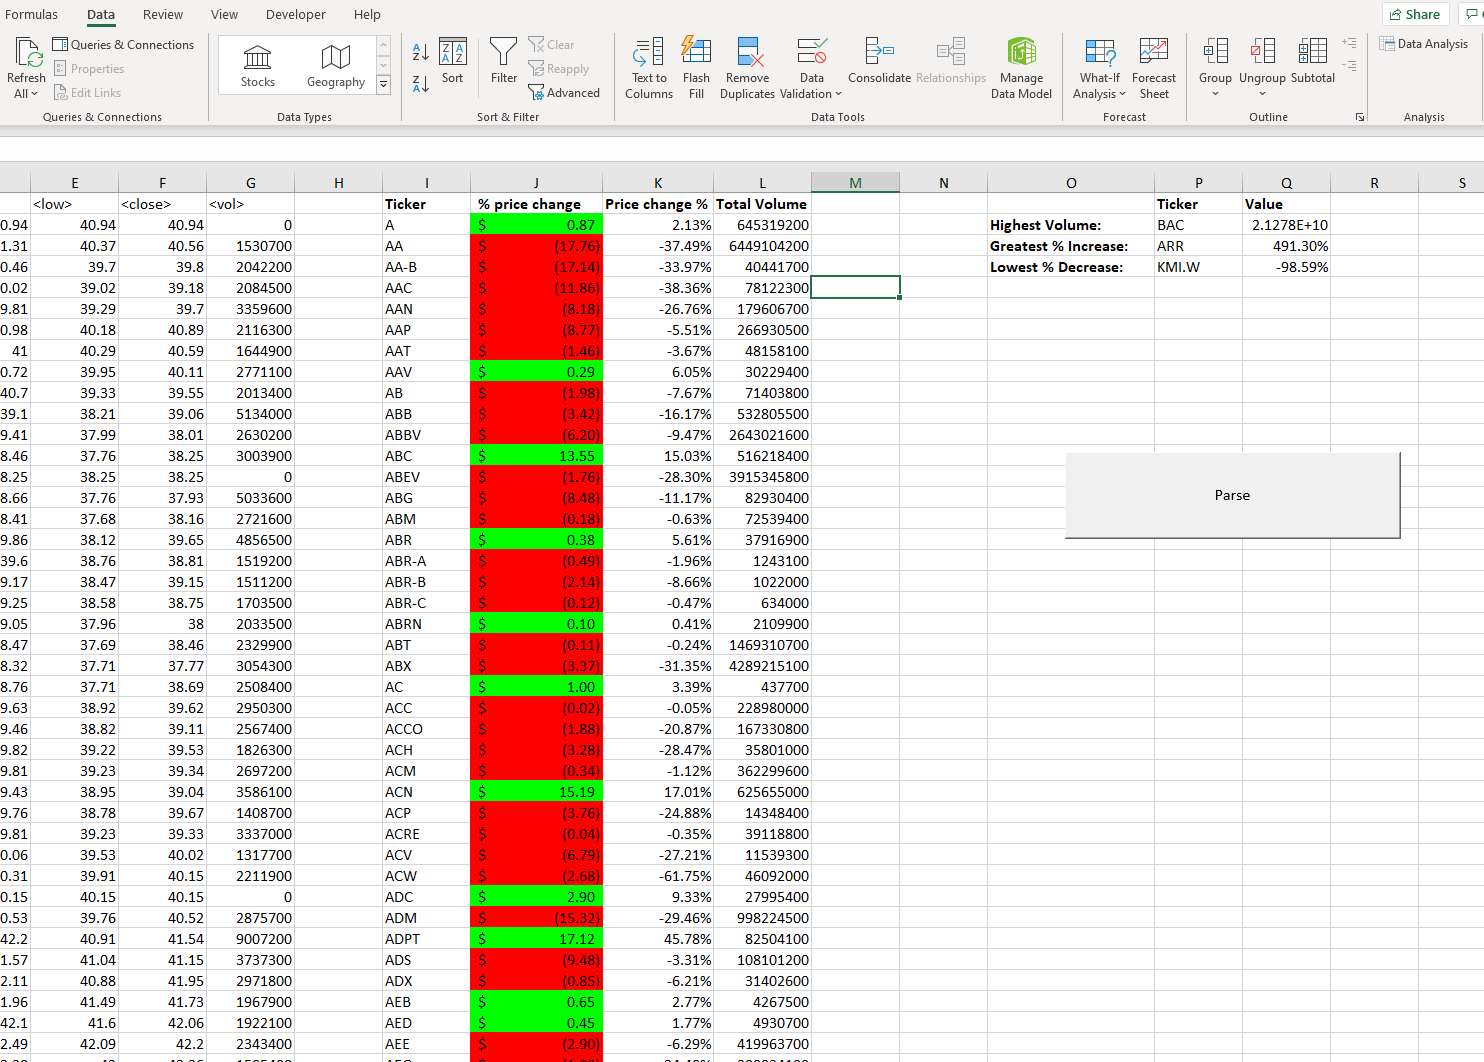 Formulas Data Review View Developer Help Share
Refresh All Queries & Connections Properties Edit Links
Queries & Connections
Stocks Geography
Data Types
Sort Filter Clear Reapply Advanced
Sort & Filter
Text to Columns Flash Fill Remove Duplicates Data Validation Consolidate Relationships Manage Data Model
Data Tools
What-If Analysis Forecast Sheet
Forecast
Group Ungroup Subtotal
Outline
Data Analysis
Analysis
E F G H I J K L M N O P Q R S
<low> <close> <vol> Ticker % price change Price change % Total Volume Ticker Value
0.94 40.94 40.94 0 A $ 0.87 2.13% 645319200 Highest Volume: BAC 2.1278E+10
1.31 40.37 40.56 1530700 AA $ (17.76) -37.49% 6449104200 Greatest % Increase: ARR 491.30%
0.46 39.7 39.8 2042200 AA-B $ (17.14) -33.97% 40441700 Lowest % Decrease: KMI.W -98.59%
0.02 39.02 39.18 2084500 AAC $ (11.86) -38.36% 78122300
9.81 39.29 39.7 3359600 AAN $ (8.18) -26.76% 179606700
0.98 40.18 40.89 2116300 AAP $ (8.77) -5.51% 266930500
41 40.29 40.59 1644900 AAT $ (1.46) -3.67% 48158100
0.72 39.95 40.11 2771100 AAV $ 0.29 6.05% 30229400
40.7 39.33 39.55 2013400 AB $ (1.98) -7.67% 71403800
39.1 38.21 39.06 5134000 ABB $ (3.42) -16.17% 532805500
9.41 37.99 38.01 2630200 ABBV $ (6.20) -9.47% 2643021600
8.46 37.76 38.25 3003900 ABC $ 13.55 15.03% 516218400
8.25 38.25 38.25 0 ABEV $ (1.76) -28.30% 3915345800
8.66 37.76 37.93 5033600 ABG $ (8.48) -11.17% 82930400
Parse
8.41 37.68 38.16 2721600 ABM $ (0.18) -0.63% 72539400
9.86 38.12 39.65 4856500 ABR $ 0.38 5.61% 37916900
39.6 38.76 38.81 1519200 ABR-A $ (0.49) -1.96% 1243100
9.17 38.47 39.15 1511200 ABR-B $ (2.14) -8.66% 1022000
9.25 38.58 38.75 1703500 ABR-C $ (0.12) -0.47% 634000
9.05 37.96 38 2033500 ABRN $ 0.10 0.41% 2109900
8.47 37.69 38.46 2329900 ABT $ (0.11) -0.24% 1469310700
8.32 37.71 37.77 3054300 ABX $ (3.37) -31.35% 4289215100
8.76 37.71 38.69 2508400 AC $ 1.00 3.39% 437700
9.63 38.92 39.62 2950300 ACC $ (0.02) -0.05% 228980000
9.46 38.82 39.11 2567400 ACCO $ (1.88) -20.87% 167330800
9.82 39.22 39.53 1826300 ACH $ (3.28) -28.47% 35801000
9.81 39.23 39.34 2697200 ACM $ (0.34) -1.12% 362299600
9.43 38.95 39.04 3586100 ACN $ 15.19 17.01% 625655000
9.76 38.78 39.67 1408700 ACP $ (3.76) -24.88% 14348400
9.81 39.23 39.33 3337000 ACRE $ (0.04) -0.35% 39118800
0.06 39.53 40.02 1317700 ACV $ (6.79) -27.21% 11539300
0.31 39.91 40.15 2211900 ACW $ (2.68) -61.75% 46092000
0.15 40.15 40.15 0 ADC $ 2.90 9.33% 27995400
0.53 39.76 40.52 2875700 ADM $ (15.32) -29.46% 998224500
42.2 40.91 41.54 9007200 ADPT $ 17.12 45.78% 82504100
1.57 41.04 41.15 3737300 ADS $ (9.48) -3.31% 108101200
2.11 40.88 41.95 2971800 ADX $ (0.85) -6.21% 31402600
1.96 41.49 41.73 1967900 AEB $ 0.65 2.77% 4267500
42.1 41.6 42.06 1922100 AED $ 0.45 1.77% 4930700
2.49 42.09 42.2 2343400 AEE $ (2.90) -6.29% 419963700